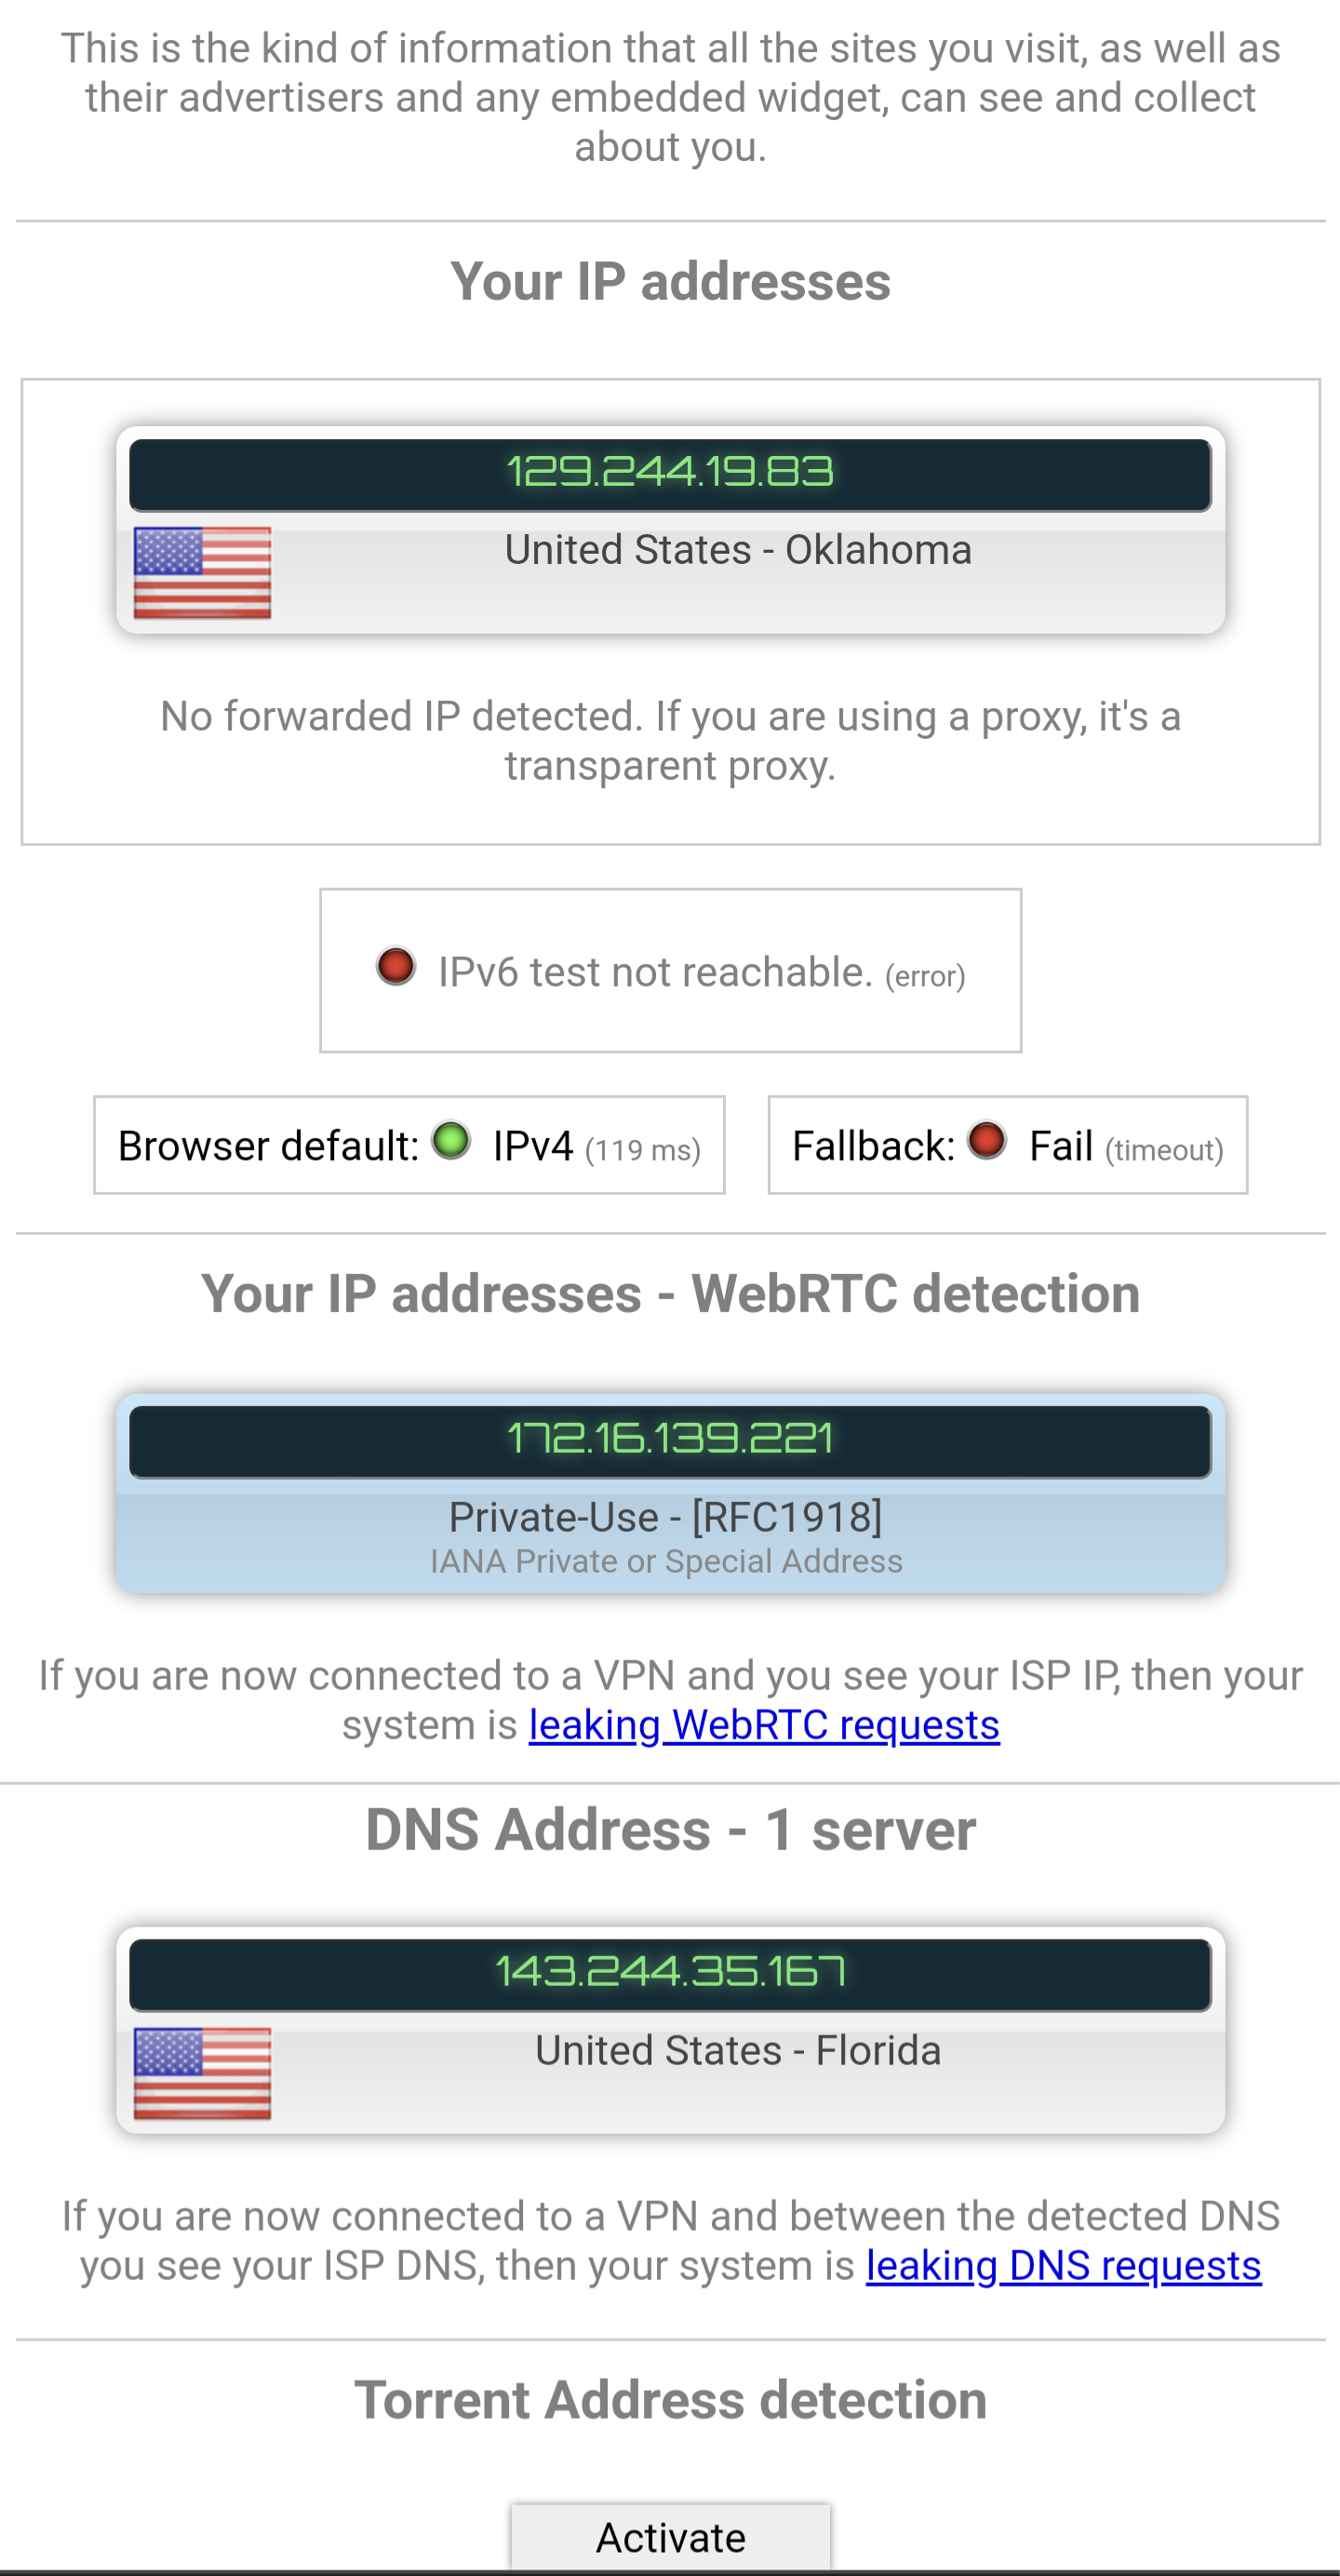 This is the kind of information that all the sites you visit, as well as
their advertisers and any embedded widget, can see and collect
about you.
Your IP addresses
129.244.19.83
United States - Oklahoma
No forwarded IP detected. If you are using a proxy, it's a
transparent proxy.
IPv6 test not reachable. (error)
Browser default: IPv4 (119 ms)
Fallback: Fail (timeout)
Your IP addresses - WebRTC detection
172.16.139.221
Private-Use - [RFC1918]
IANA Private or Special Address
If you are now connected to a VPN and you see your ISP IP, then your
system is leaking WebRTC requests
DNS Address - 1 server
143.244.35.167
United States - Florida
If you are now connected to a VPN and between the detected DNS
you see your ISP DNS, then your system is leaking DNS requests
Torrent Address detection
Activate